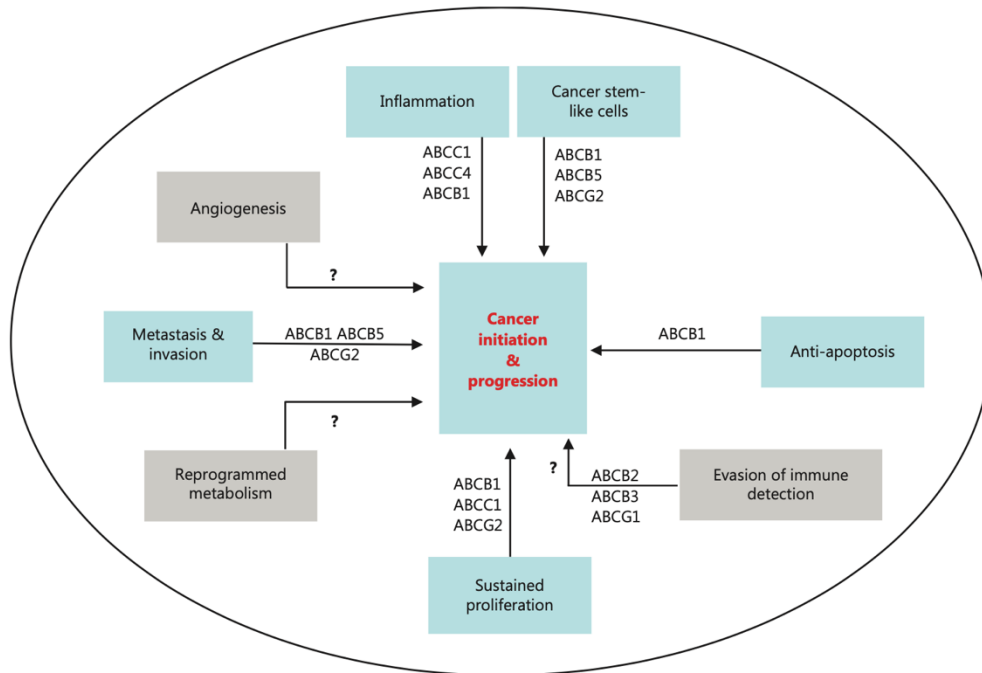 Inflammation
Cancer stem-
like cells
ABCC1
ABCC4
ABCB1
ABCB1
ABCB5
ABCG2
Angiogenesis
?
Cancer
initiation
&
progression
Metastasis &
invasion
ABCB1 ABCB5
ABCG2
ABCB1
Anti-apoptosis
?
Reprogrammed
metabolism
ABCB1
ABCC1
ABCG2
?
ABCB2
ABCB3
ABCG1
Evasion of immune
detection
Sustained
proliferation